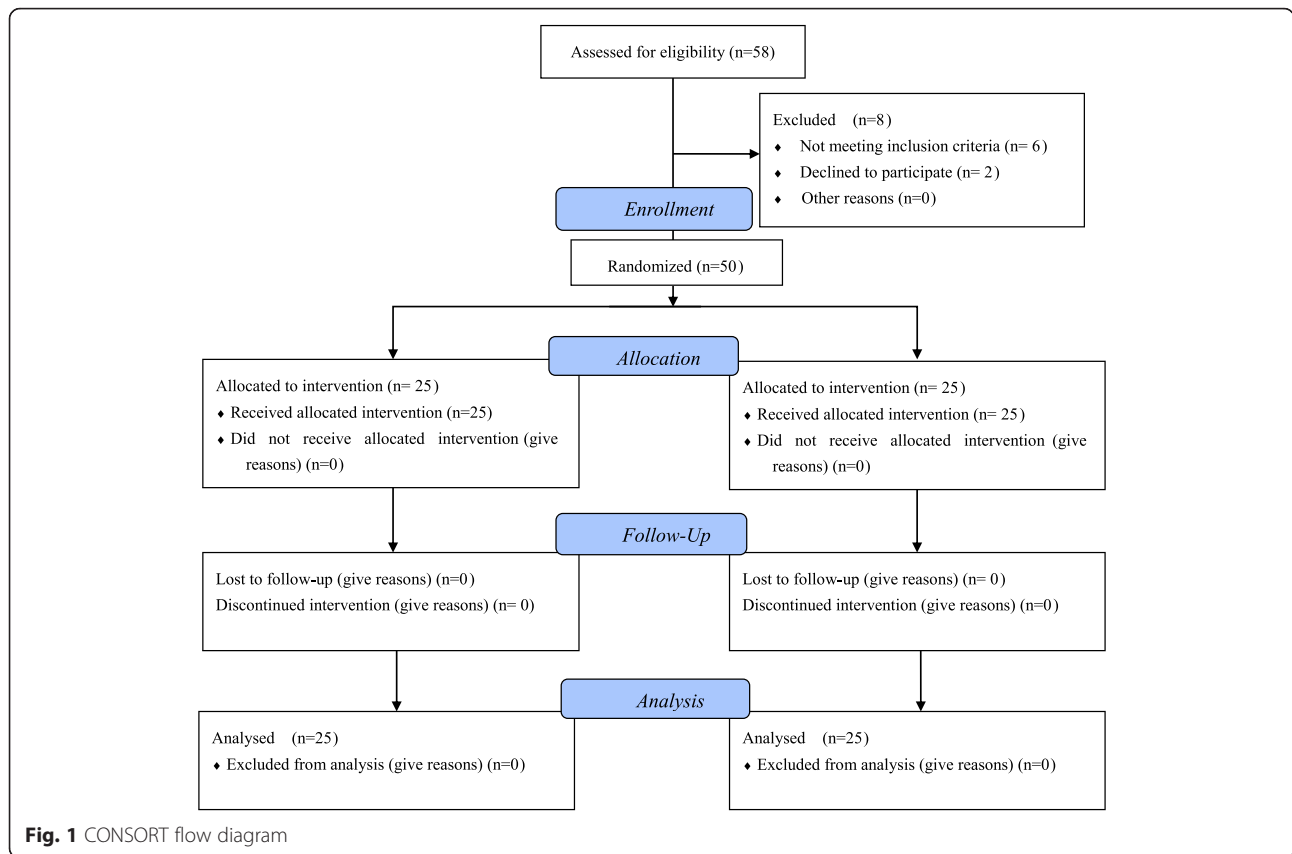 Assessed for eligibility (n=58)
Excluded (n=8)
♦ Not meeting inclusion criteria (n= 6)
♦ Declined to participate (n= 2)
♦ Other reasons (n=0)
Enrollment
Randomized (n=50)
Allocation
Allocated to intervention (n= 25)
♦ Received allocated intervention (n=25)
♦ Did not receive allocated intervention (give
reasons) (n=0)
Allocated to intervention (n= 25)
♦ Received allocated intervention (n= 25)
♦ Did not receive allocated intervention (give
reasons) (n=0)
Follow-Up
Lost to follow-up (give reasons) (n=0)
Discontinued intervention (give reasons) (n= 0)
Lost to follow-up (give reasons) (n= 0)
Discontinued intervention (give reasons) (n=0)
Analysis
Analysed (n=25)
♦ Excluded from analysis (give reasons) (n=0)
Analysed (n=25)
♦ Excluded from analysis (give reasons) (n=0)
Fig. 1 CONSORT flow diagram